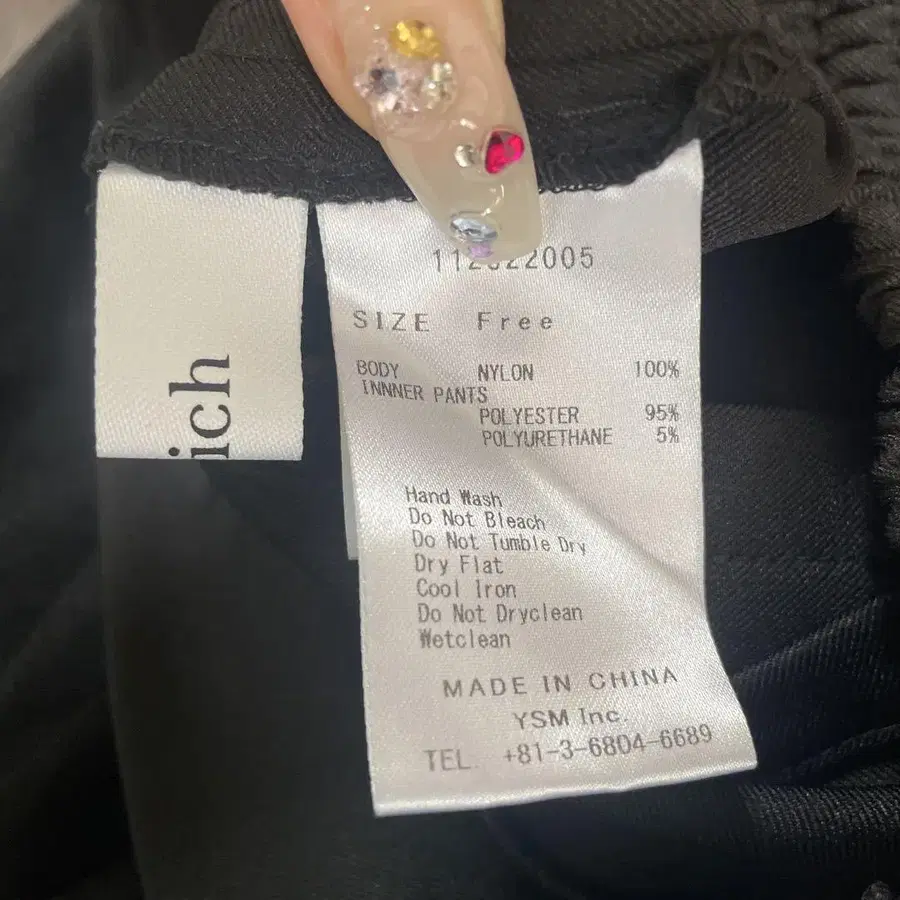 ich
SIZE Free
BODY NYLON 100%
INNNER PANTS
POLYESTER 95%
POLYURETHANE 5%
Hand Wash
Do Not Bleach
Do Not Tumble Dry
Dry Flat
Cool Iron
Do Not Dryclean
Wetclean
MADE IN CHINA
YSM Inc.
TEL. +81-3-6804-6689